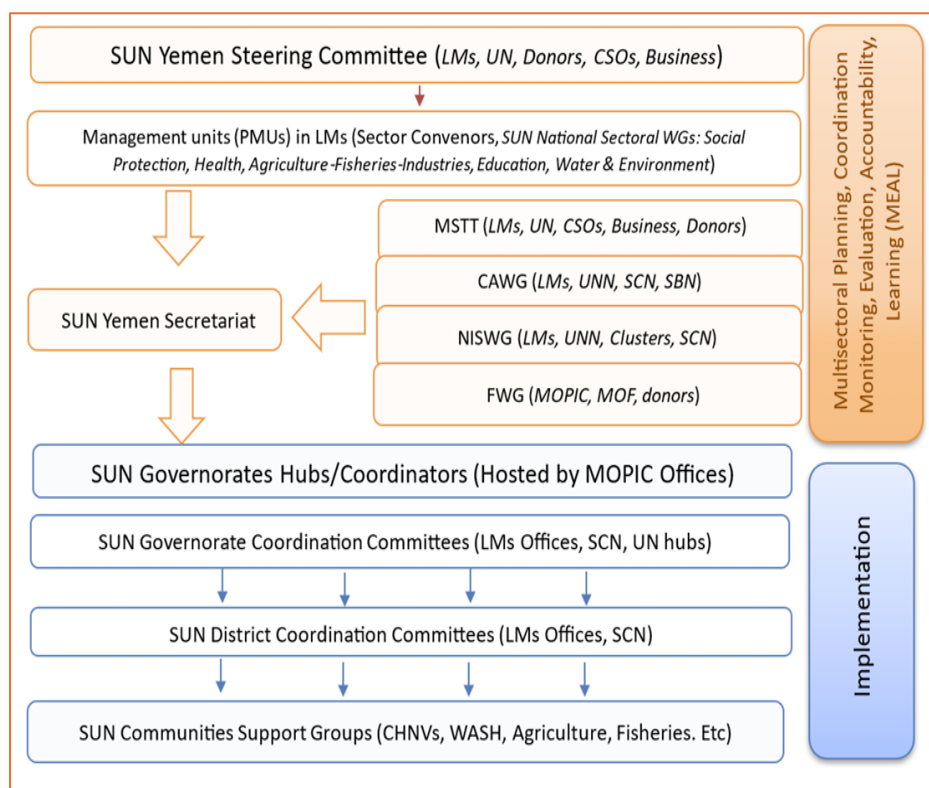 SUN Yemen Steering Committee (LMs, UN, Donors, CSOs, Business)
Management units (PMUs) in LMs (Sector Convenors, SUN National Sectoral WGs: Social
Protection, Health, Agriculture-Fisheries-Industries, Education, Water & Environment)
MSTT (LMs, UN, CSOs, Business, Donors)
CAWG (LMs, UNN, SCN, SBN)
SUN Yemen Secretariat
NISWG (LMs, UNN, Clusters, SCN)
FWG (MOPIC, MOF, donors)
SUN Governorates Hubs/Coordinators (Hosted by MOPIC Offices)
SUN Governorate Coordination Committees (LMs Offices, SCN, UN hubs)
SUN District Coordination Committees (LMs Offices, SCN)
SUN Communities Support Groups (CHNVs, WASH, Agriculture, Fisheries. Etc)
Multisectoral Planning, Coordination
Monitoring, Evaluation, Accountability,
Learning (MEAL)
Implementation